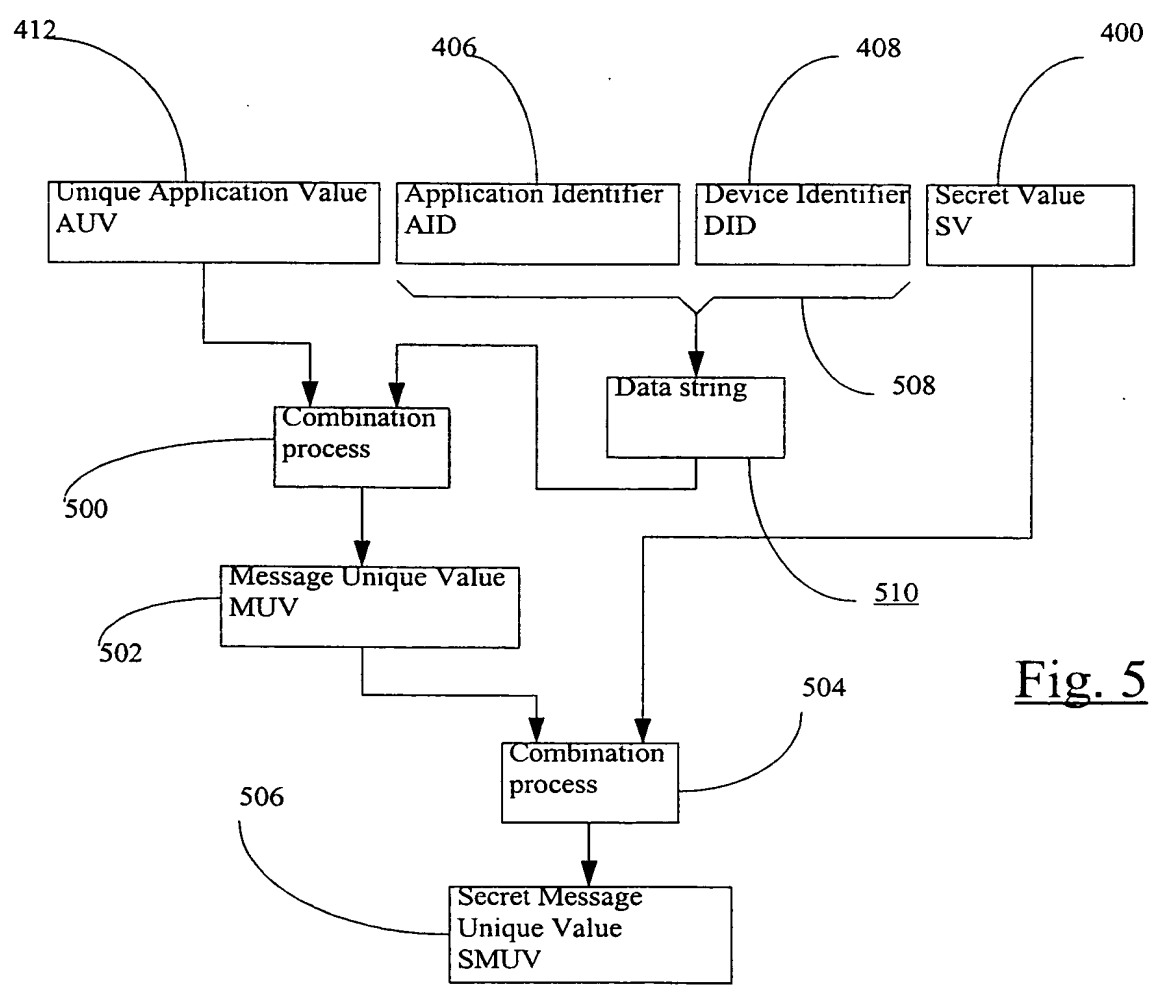 412
406
408
400
Unique Application Value
AUV
Application Identifier
AID
Device Identifier
DID
Secret Value
SV
Data string
508
Combination
process
500
510
Message Unique Value
MUV
502
Fig. 5
504
Combination
process
506
Secret Message
Unique Value
SMUV